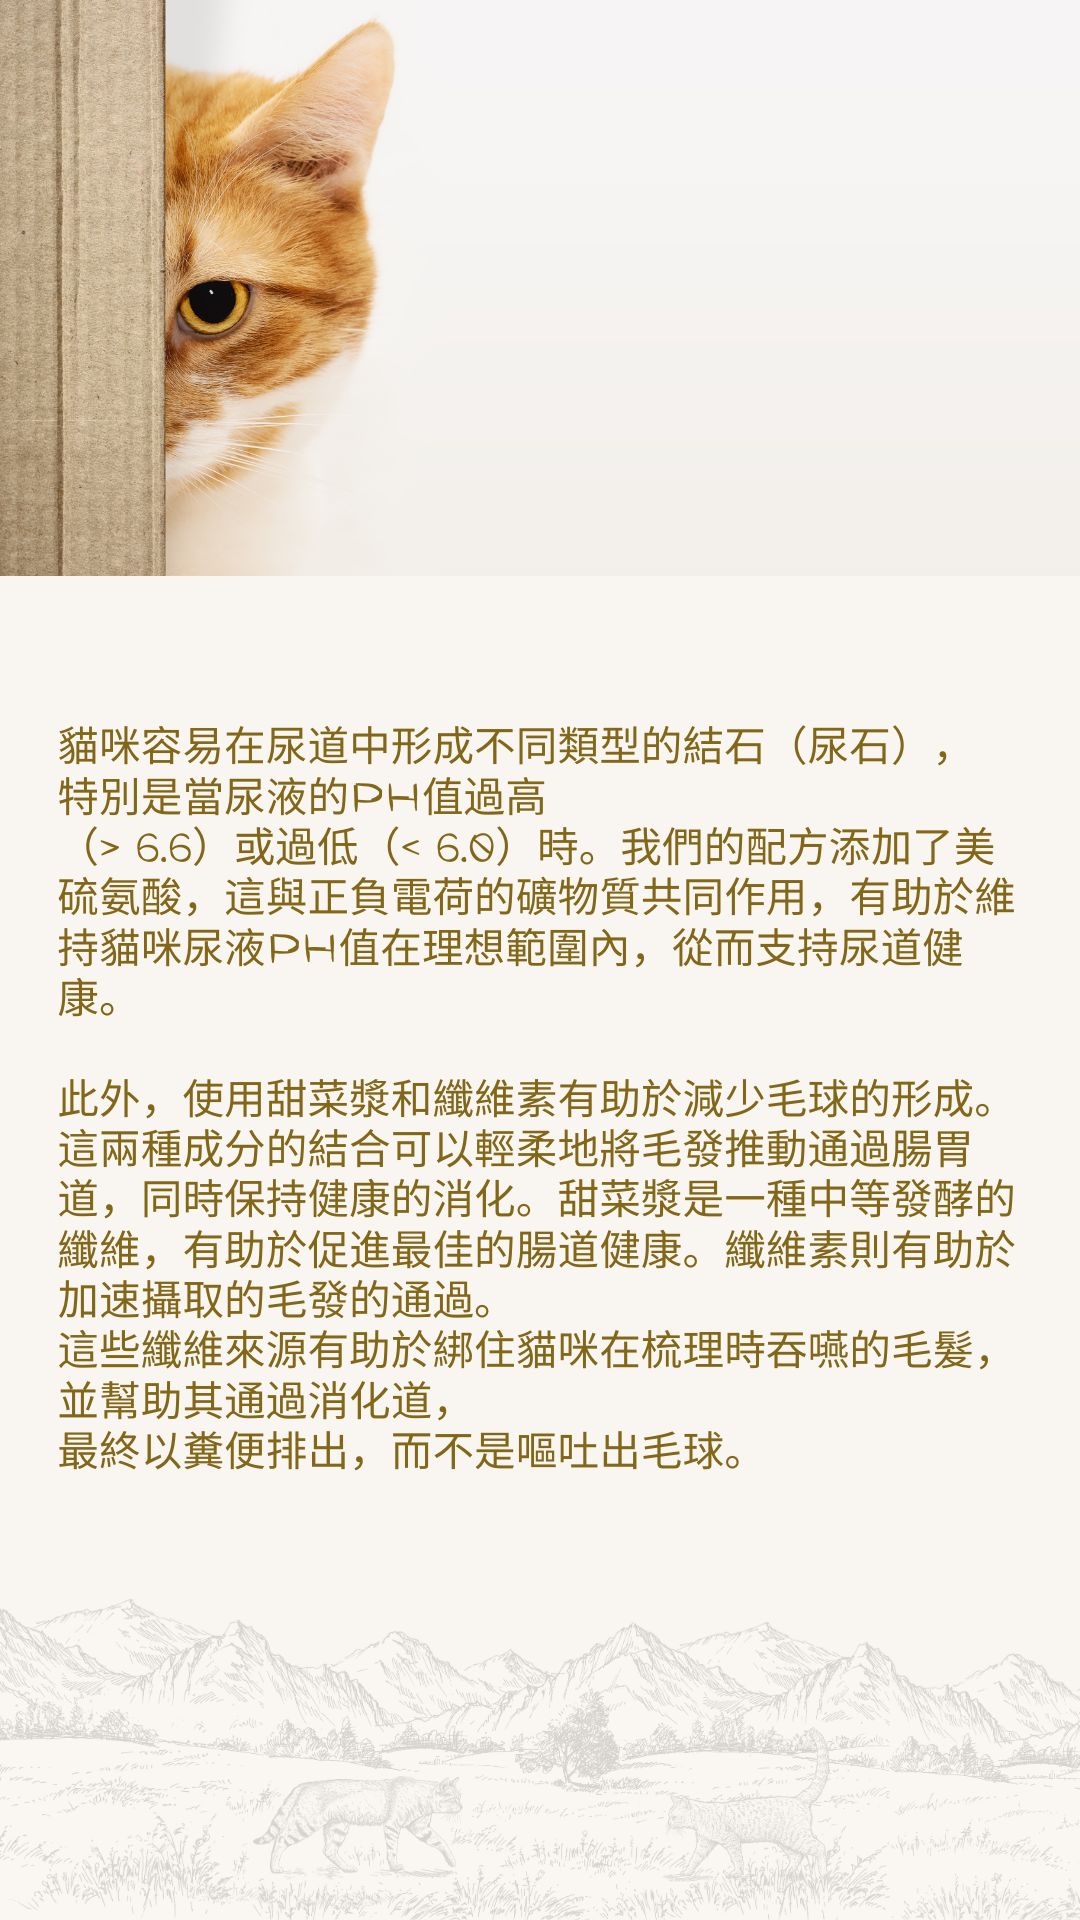 貓咪容易在尿道中形成不同類型的結石（尿石），
特別是當尿液的PH值過高
（> 6.6）或過低（< 6.0）時。我們的配方添加了美
硫氨酸，這與正負電荷的礦物質共同作用，有助於維
持貓咪尿液PH值在理想範圍內，從而支持尿道健
康。
此外，使用甜菜漿和纖維素有助於減少毛球的形成。
這兩種成分的結合可以輕柔地將毛發推動通過腸胃
道，同時保持健康的消化。甜菜漿是一種中等發酵的
纖維，有助於促進最佳的腸道健康。纖維素則有助於
加速攝取的毛發的通過。
這些纖維來源有助於綁住貓咪在梳理時吞嚥的毛髮，
並幫助其通過消化道，
最終以糞便排出，而不是嘔吐出毛球。